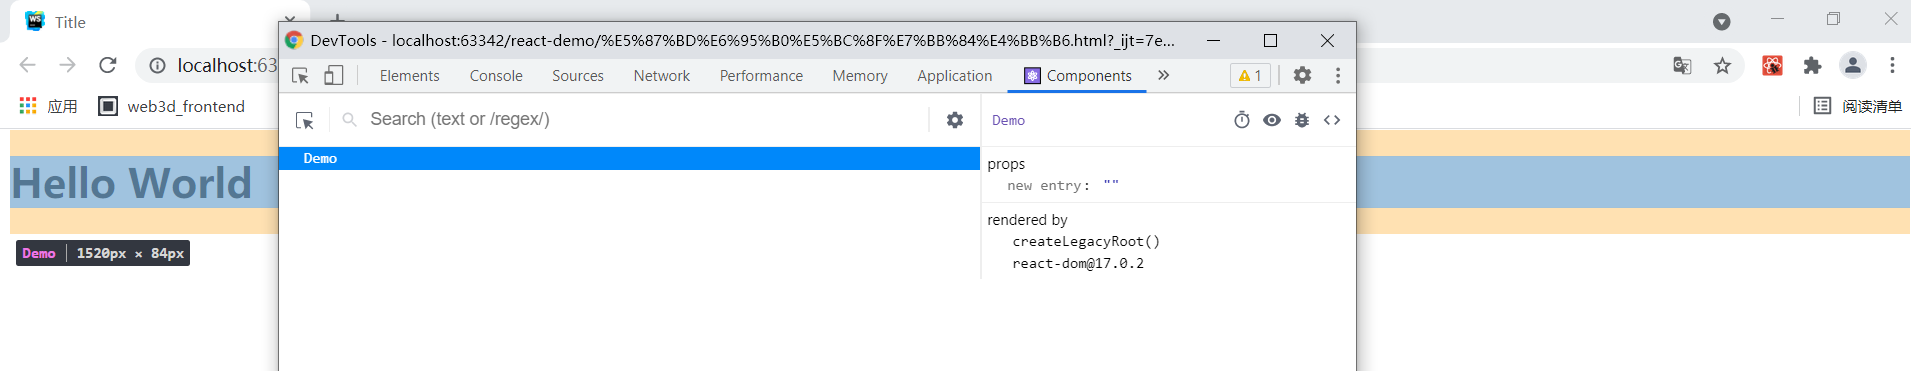 Title
DevTools - localhost:63342/react-demo/%E5%87%BD%E6%95%B0%E5%BC%8F%E7%BB%84%E4%BB%B6.html?_ijt=7e...
localhost:63
Elements Console Sources Network Performance Memory Application Components 1
应用 web3d_frontend
阅读清单
Search (text or /regex/)
Demo
Demo
props
new entry: ""
Hello World
rendered by
createLegacyRoot()
react-dom@17.0.2
Demo 1520px × 84px